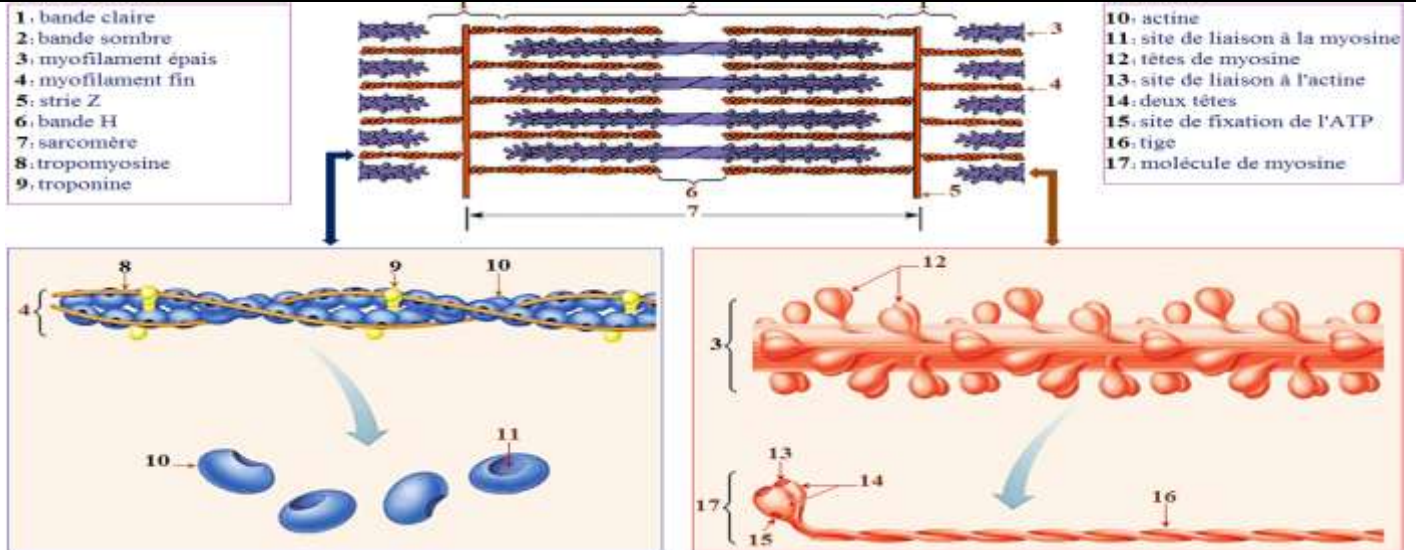 1: bande claire
2: bande sombre
3: myofilament épais
4: myofilament fin
5: strie Z
6: bande H
7: sarcomère
8: tropomyosine
9: troponine
1 2 1
3
4
6
5
7
10: actine
11: site de liaison à la myosine
12: têtes de myosine
13: site de liaison à l'actine
14: deux têtes
15: site de fixation de l'ATP
16: tige
17: molécule de myosine
8 9 10
4
11
10
12
3
13
14
17
16
15